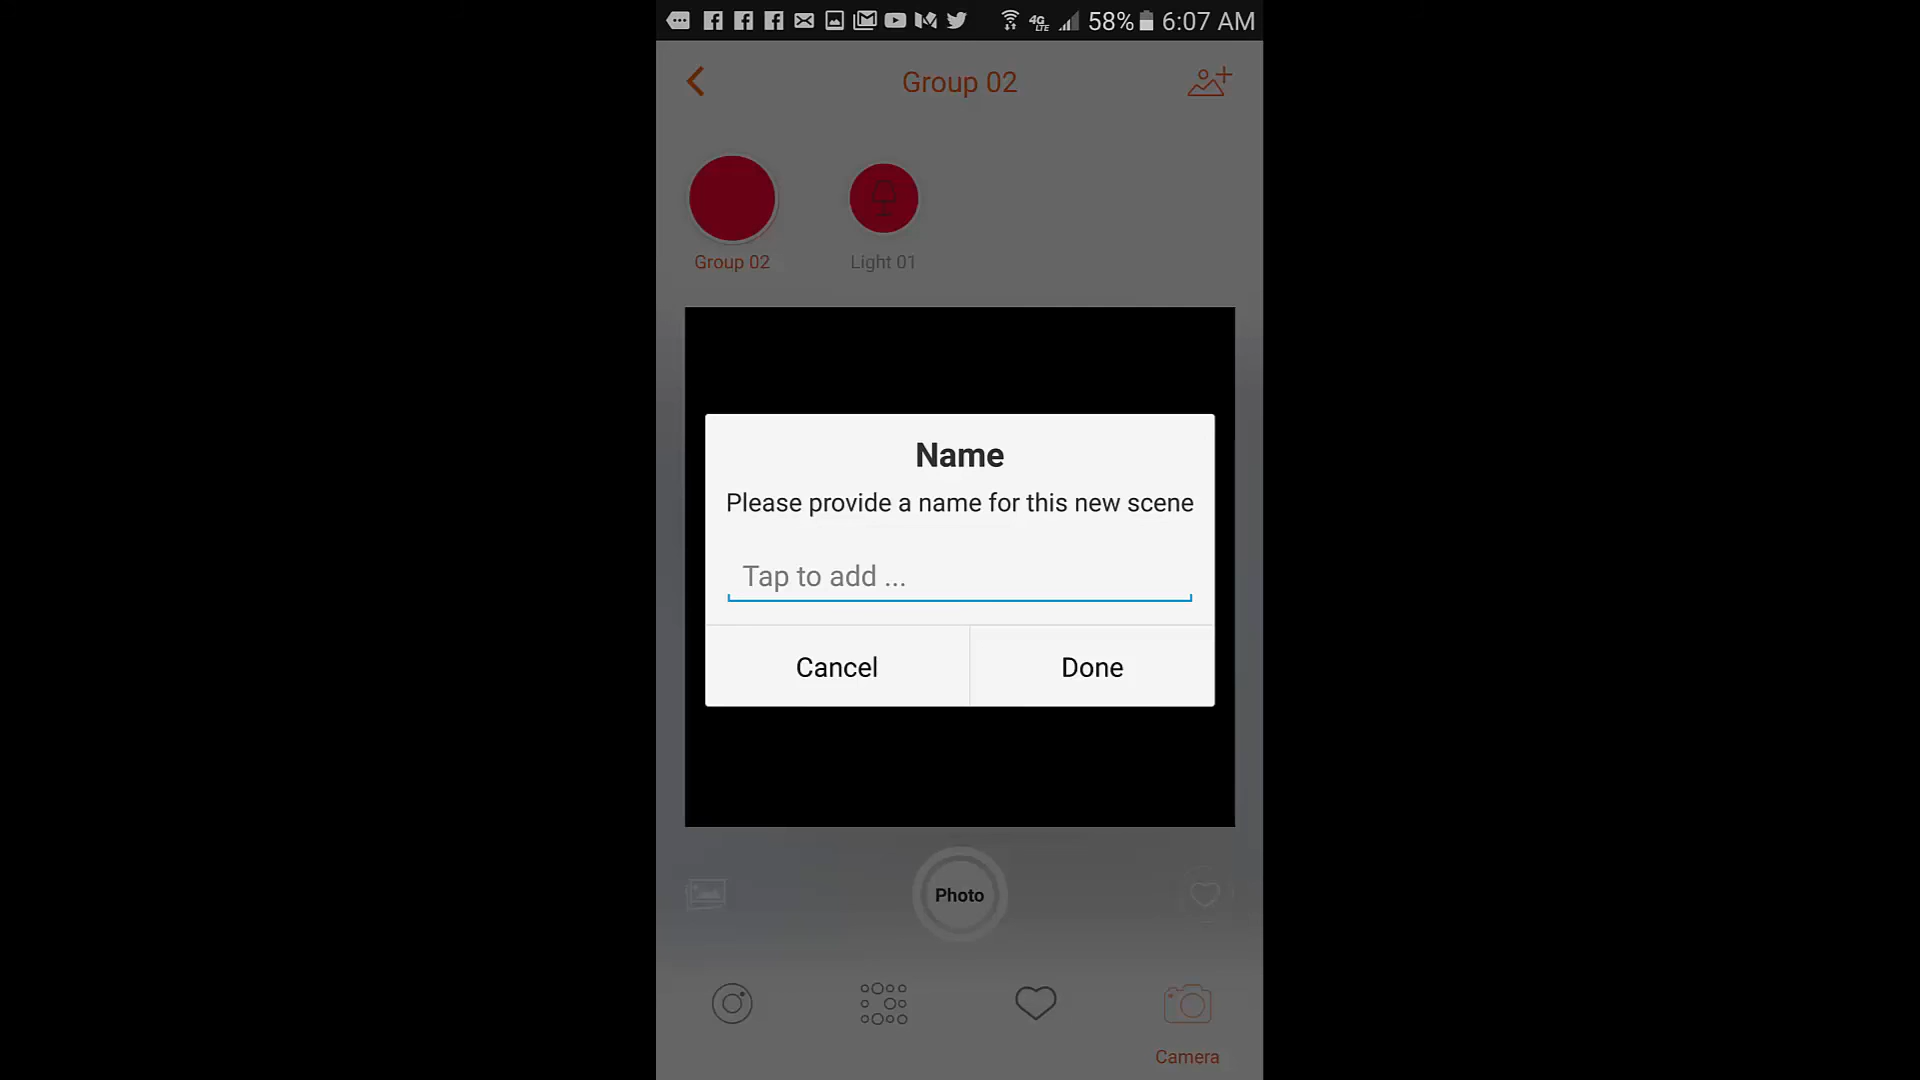 58% 6:07 AM
Group 02
Group 02 Light 01
Name
Please provide a name for this new scene
Tap to add ...
Cancel Done
Photo
Camera